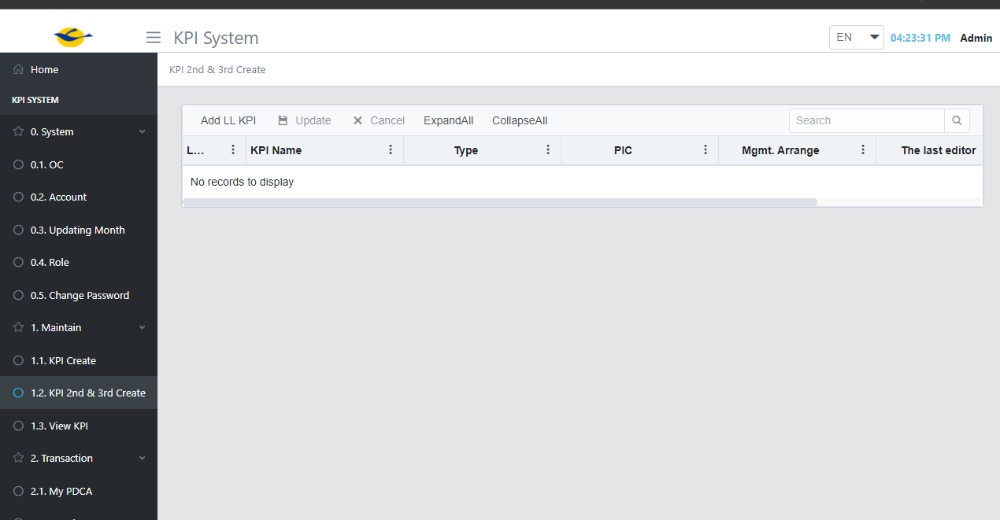 KPI System
EN
04:23:31 PM Admin
Home
KPI 2nd & 3rd Create
KPI SYSTEM
0. System
0.1. OC
0.2. Account
0.3. Updating Month
0.4. Role
0.5. Change Password
1. Maintain
1.1. KPI Create
1.2. KPI 2nd & 3rd Create
1.3. View KPI
2. Transaction
2.1. My PDCA
Add LL KPI Update Cancel ExpandAll CollapseAll Search
L... KPI Name Type PIC Mgmt. Arrange The last editor
No records to display